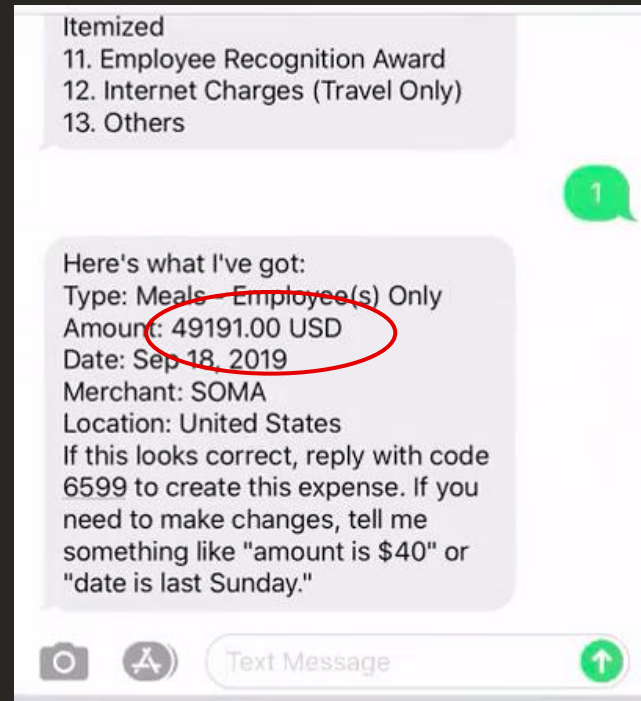 Itemized
11. Employee Recognition Award
12. Internet Charges (Travel Only)
13. Others
1
Here's what I've got:
Type: Meals - Employee(s) Only
Amount: 49191.00 USD
Date: Sep 18, 2019
Merchant: SOMA
Location: United States
If this looks correct, reply with code
6599 to create this expense. If you
need to make changes, tell me
something like "amount is $40" or
"date is last Sunday."
Text Message